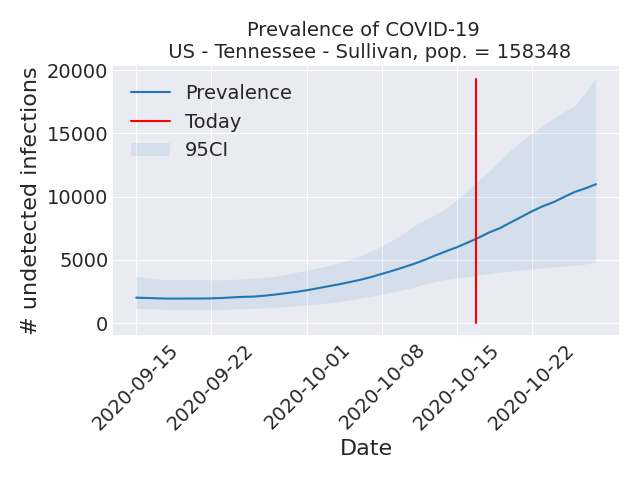 Prevalence of COVID-19
US - Tennessee - Sullivan, pop. = 158348
# undetected infections
20000
15000
10000
5000
0
Prevalence
Today
95CI
2020-09-15
2020-09-22
2020-10-01
2020-10-08
2020-10-15
2020-10-22
Date